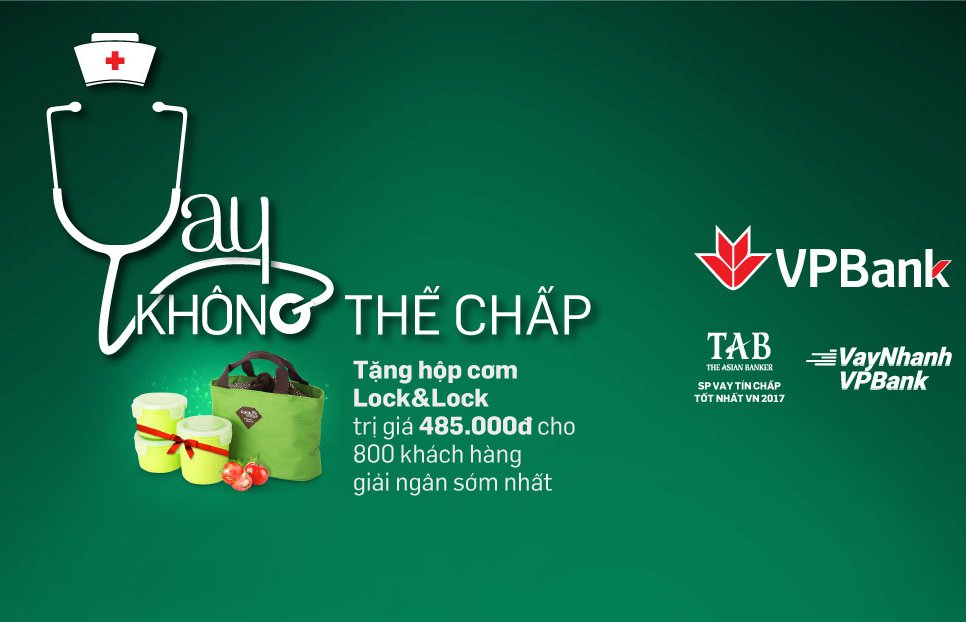 Vay
KHÔNG THẾ CHẤP
Tặng hộp cơm
Lock&Lock
trị giá 485.000đ cho
800 khách hàng
giải ngân sớm nhất
VPBank
TAB
THE ASIAN BANKER
SP VAY TÍN CHẤP
TỐT NHẤT VN 2017
VayNhanh
VPBank